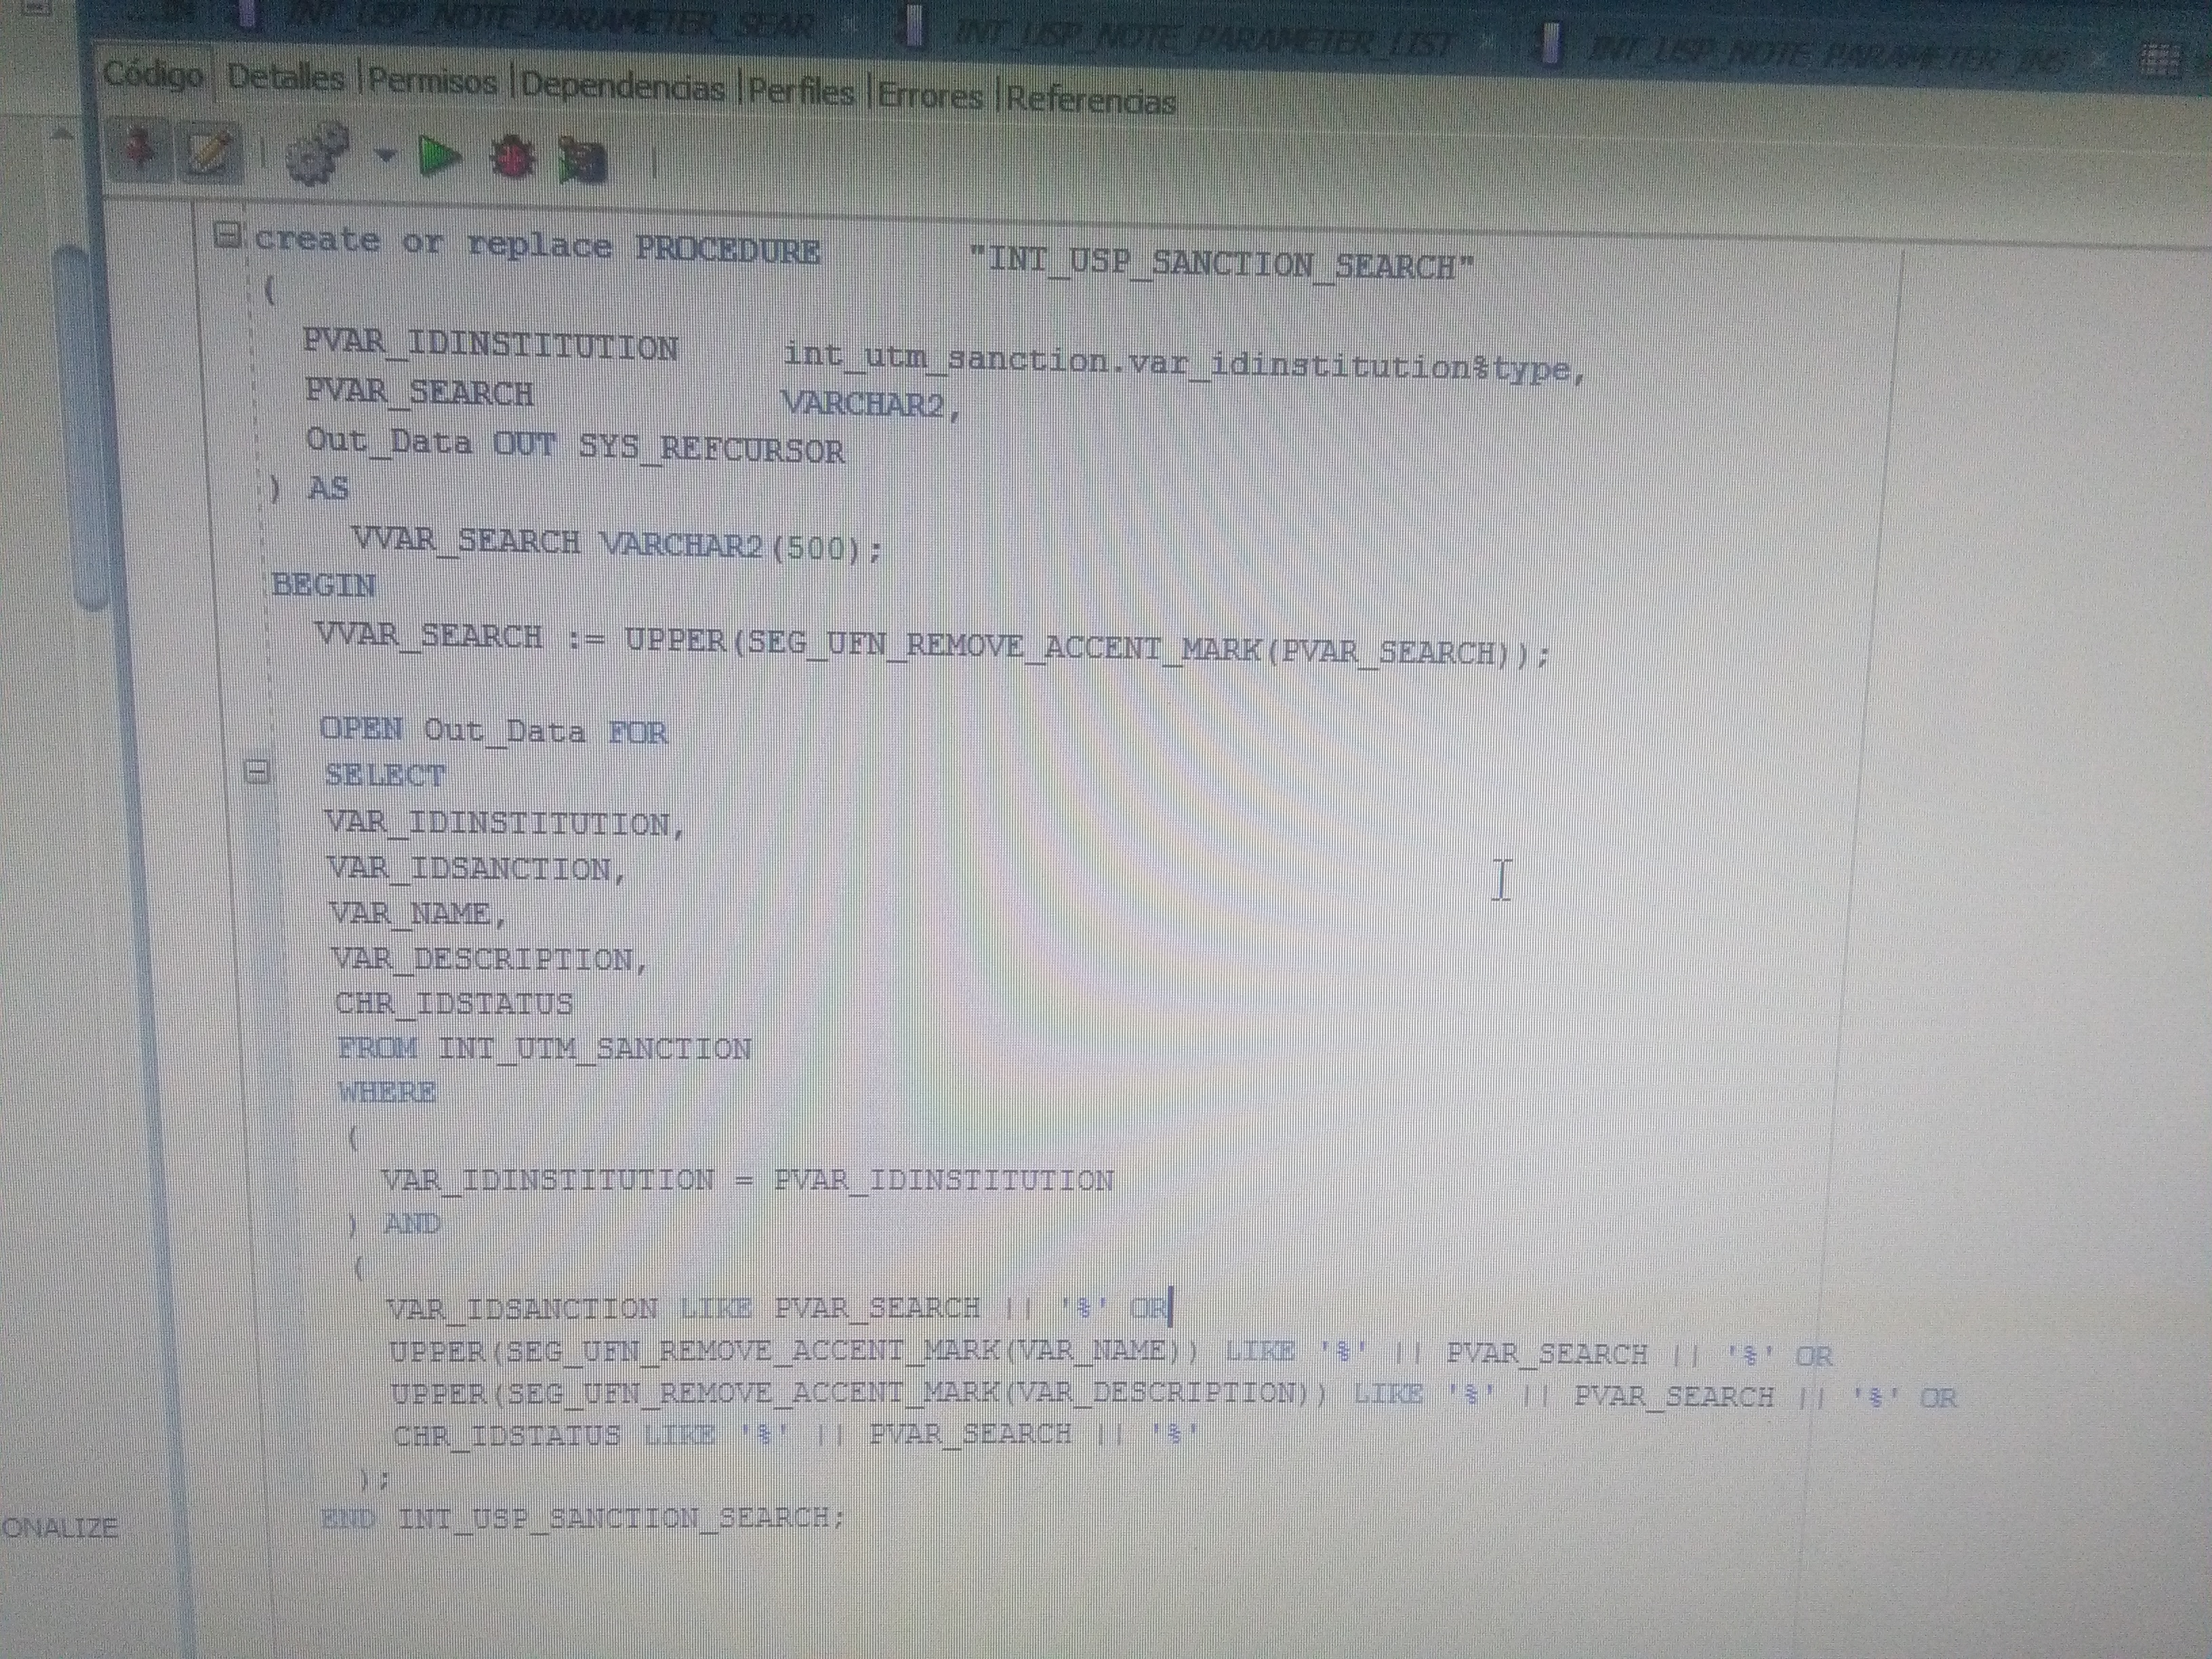 INT_USP_NOTE_PARAMETER_SEAR INT_USP_NOTE_PARAMETER_LIST INT_USP_NOTE_PARAMETER_INS
Código Detalles |Permisos |Dependencias |Perfiles |Errores |Referencias
create or replace PROCEDURE "INT_USP_SANCTION_SEARCH"
(
PVAR_IDINSTITUTION int_utm_sanction.var_idinstitution%type,
PVAR_SEARCH VARCHAR2,
Out_Data OUT SYS_REFCURSOR
) AS
VVAR_SEARCH VARCHAR2(500);
BEGIN
VVAR_SEARCH := UPPER(SEG_UFN_REMOVE_ACCENT_MARK(PVAR_SEARCH));
OPEN Out_Data FOR
SELECT
VAR_IDINSTITUTION,
VAR_IDSANCTION,
VAR_NAME,
VAR_DESCRIPTION,
CHR_IDSTATUS
FROM INT_UTM_SANCTION
WHERE
(
VAR_IDINSTITUTION = PVAR_IDINSTITUTION
) AND
(
VAR_IDSANCTION LIKE PVAR_SEARCH || '%' OR
UPPER(SEG_UFN_REMOVE_ACCENT_MARK(VAR_NAME)) LIKE '%' || PVAR_SEARCH || '%' OR
UPPER(SEG_UFN_REMOVE_ACCENT_MARK(VAR_DESCRIPTION)) LIKE '%' || PVAR_SEARCH || '%' OR
CHR_IDSTATUS LIKE '%' || PVAR_SEARCH || '%'
);
END INT_USP_SANCTION_SEARCH;
ONALIZE